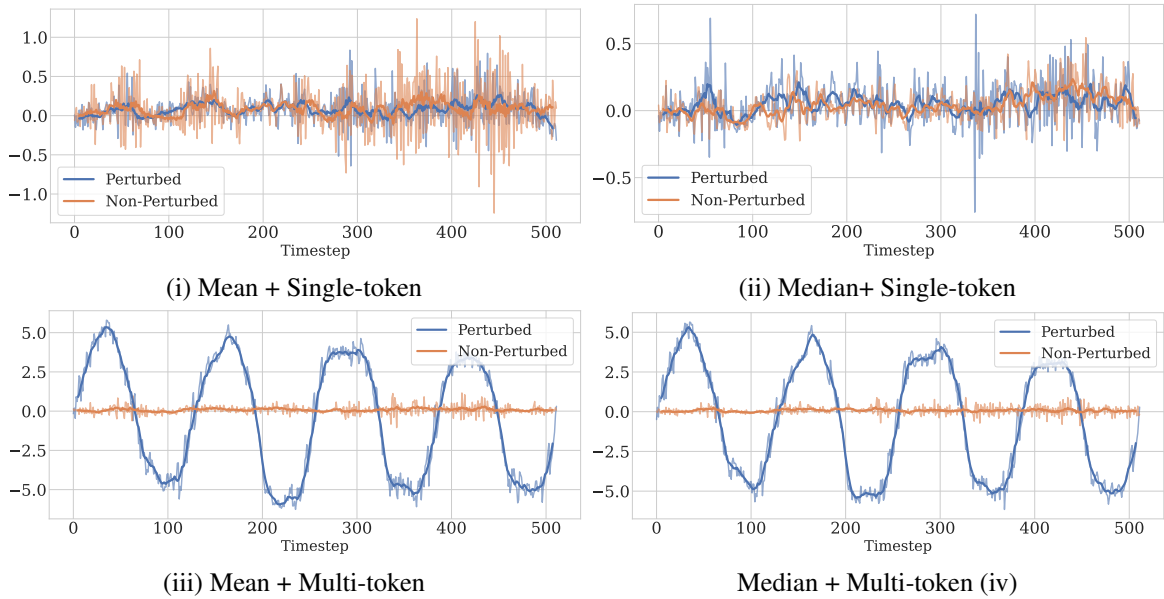 1.0
0.5
0.0
−0.5
−1.0
Perturbed
Non-Perturbed
0 100 200 300 400 500
Timestep
(i) Mean + Single-token
0.5
0.0
−0.5
Perturbed
Non-Perturbed
0 100 200 300 400 500
Timestep
(ii) Median+ Single-token
5.0
2.5
0.0
−2.5
−5.0
Perturbed
Non-Perturbed
0 100 200 300 400 500
Timestep
(iii) Mean + Multi-token
5.0
2.5
0.0
−2.5
−5.0
Perturbed
Non-Perturbed
0 100 200 300 400 500
Timestep
Median + Multi-token (iv)